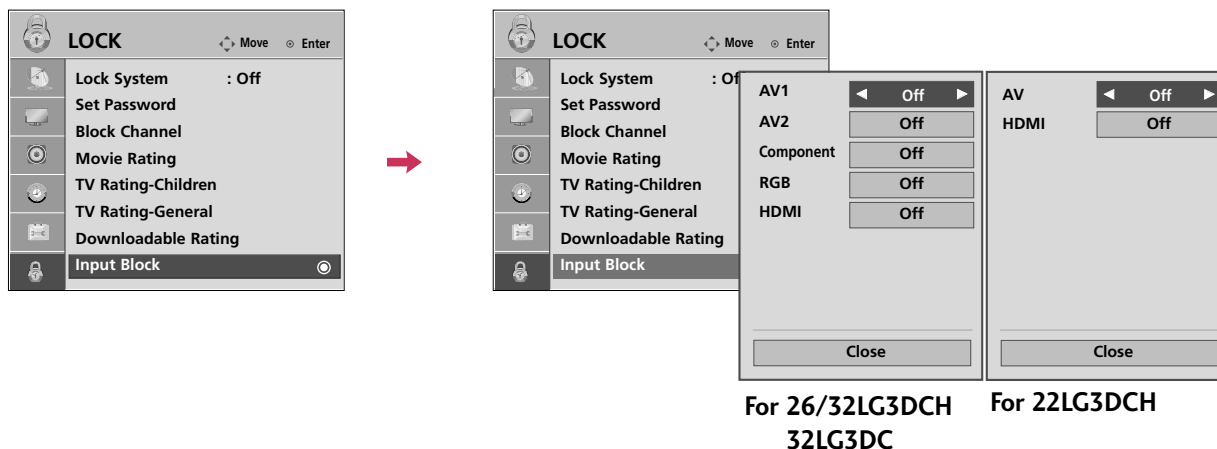 LOCK Move Enter
Lock System : Off
Set Password
Block Channel
Movie Rating
TV Rating-Children
TV Rating-General
Downloadable Rating
Input Block
LOCK Move Enter
Lock System : Of
Set Password
Block Channel
Movie Rating
TV Rating-Children
TV Rating-General
Downloadable Rating
Input Block
AV1 Off
AV2 Off
Component Off
RGB Off
HDMI Off
Close
For 26/32LG3DCH
32LG3DC
AV Off
HDMI Off
Close
For 22LG3DCH